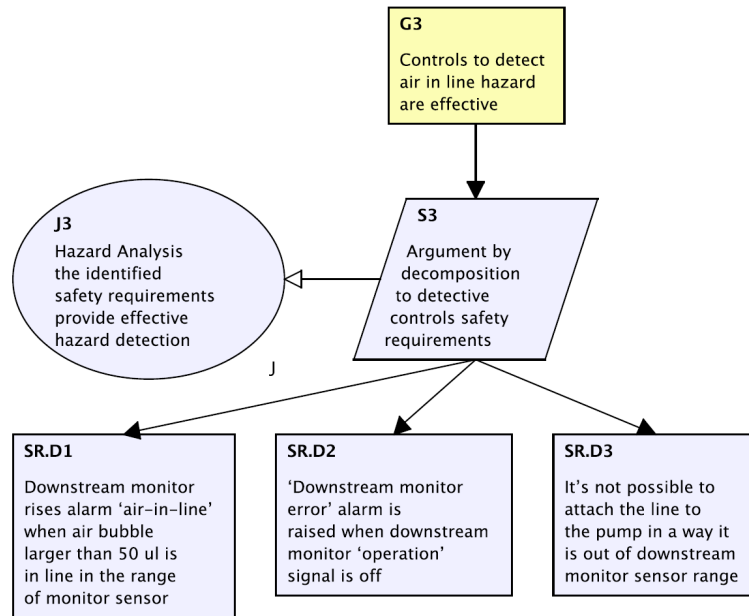 G3
Controls to detect
air in line hazard
are effective
J3
Hazard Analysis
the identified
safety requirements
provide effective
hazard detection
J
S3
Argument by
decomposition
to detective
controls safety
requirements
SR.D1
Downstream monitor
rises alarm ‘air-in-line’
when air bubble
larger than 50 ul is
in line in the range
of monitor sensor
SR.D2
‘Downstream monitor
error’ alarm is
raised when downstream
monitor ‘operation’
signal is off
SR.D3
It’s not possible to
attach the line to
the pump in a way it
is out of downstream
monitor sensor range